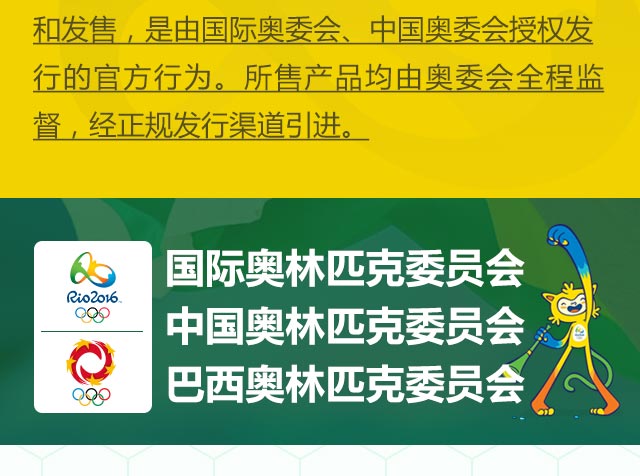 和发售，是由国际奥委会、中国奥委会授权发
行的官方行为。所售产品均由奥委会全程监
督，经正规发行渠道引进。
国际奥林匹克委员会
Rio2016
中国奥林匹克委员会
巴西奥林匹克委员会